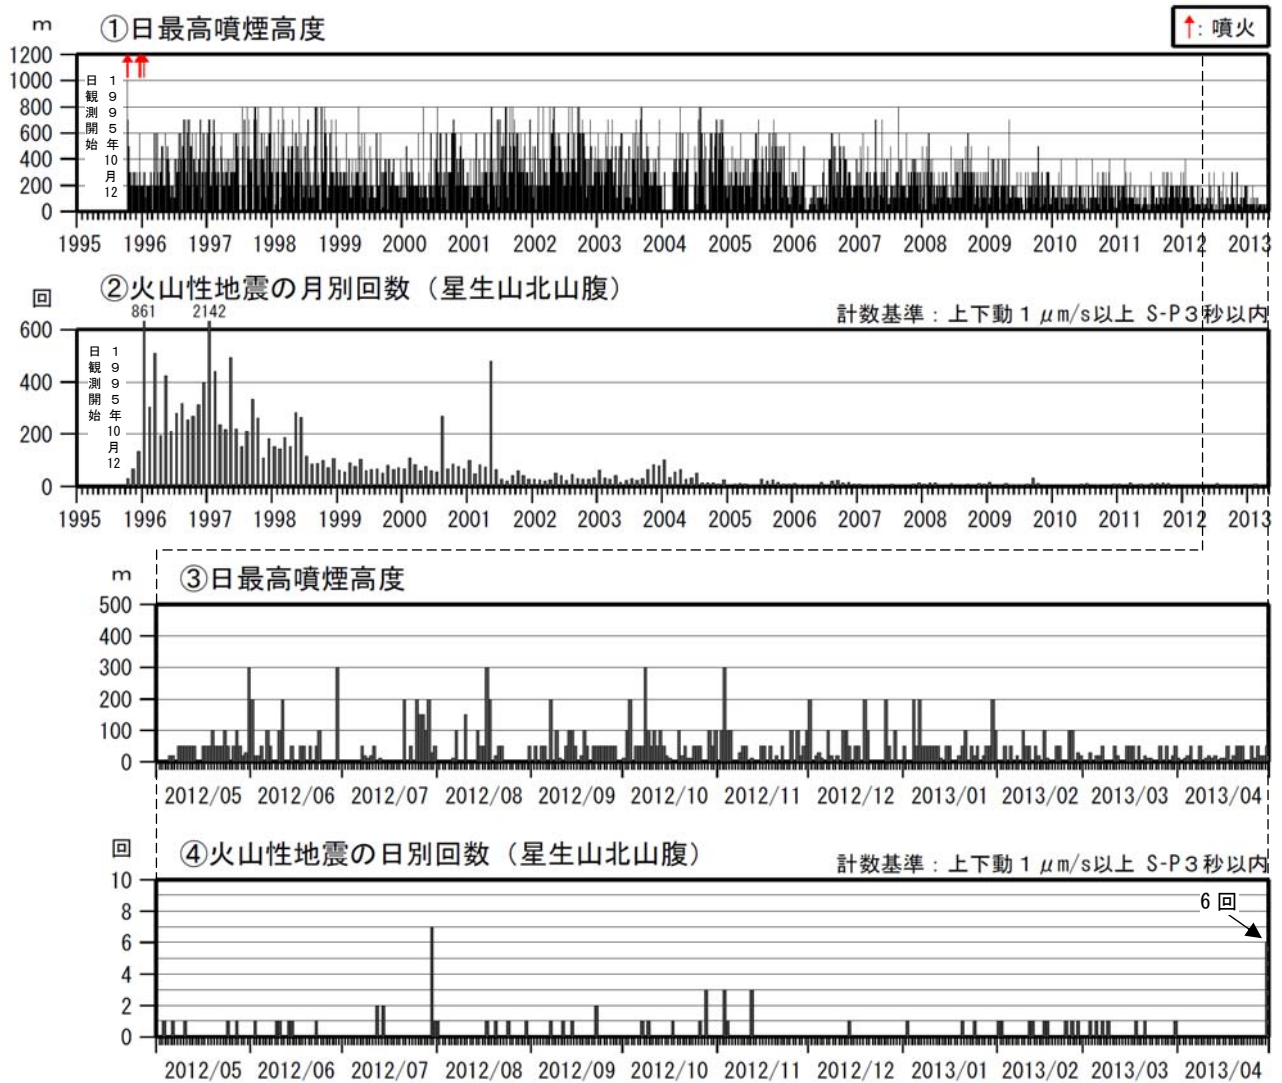 m ①日最高噴煙高度
↑: 噴火
1200
1000
800
600
400
200
0
日観測開始
1995年10月12
1995 1996 1997 1998 1999 2000 2001 2002 2003 2004 2005 2006 2007 2008 2009 2010 2011 2012 2013
回 ②火山性地震の月別回数（星生山北山腹）
計数基準：上下動１μm/s以上 S-P３秒以内
861 2142
600
400
200
0
日観測開始
1995年10月12
1995 1996 1997 1998 1999 2000 2001 2002 2003 2004 2005 2006 2007 2008 2009 2010 2011 2012 2013
m ③日最高噴煙高度
500
400
300
200
100
0
2012/05 2012/06 2012/07 2012/08 2012/09 2012/10 2012/11 2012/12 2013/01 2013/02 2013/03 2013/04
回 ④火山性地震の日別回数（星生山北山腹）
計数基準：上下動１μm/s以上 S-P３秒以内
10
8
6
4
2
0
6 回
2012/05 2012/06 2012/07 2012/08 2012/09 2012/10 2012/11 2012/12 2013/01 2013/02 2013/03 2013/04